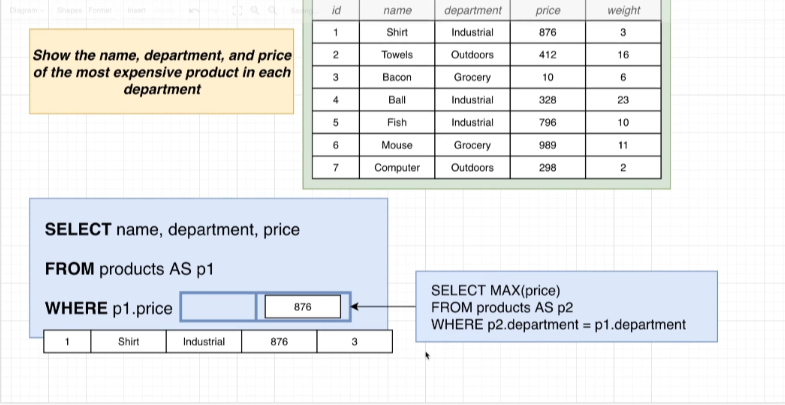 id name department price weight
1 Shirt Industrial 876 3
2 Towels Outdoors 412 16
3 Bacon Grocery 10 6
4 Ball Industrial 328 23
5 Fish Industrial 796 10
6 Mouse Grocery 989 11
7 Computer Outdoors 298 2
Show the name, department, and price
of the most expensive product in each
department
SELECT name, department, price
FROM products AS p1
WHERE p1.price
876
1 Shirt Industrial 876 3
SELECT MAX(price)
FROM products AS p2
WHERE p2.department = p1.department